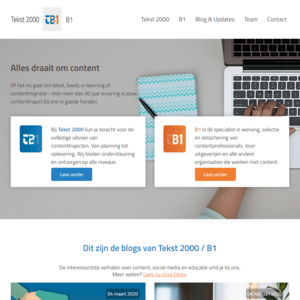 Tekst 2000 TB1 B1
Tekst 2000 B1 Blog & Updates Team Contact
Alles draait om content
Of het nu gaat om tekst, beeld, e-learning of
contentmigratie - met meer dan 30 jaar ervaring is jouw
contenttraject bij ons in goede handen.
Bij Tekst 2000 kun je terecht voor de
volledige uitvoer van
contenttrajecten. Van planning tot
oplevering. Wij bieden ondersteuning
en ontzorgen op alle niveaus.
Lees verder
B1 is dé specialist in werving, selectie
en detachering van
contentprofessionals. Voor
uitgeverijen en alle andere
organisaties die werken met content.
Lees verder
Dit zijn de blogs van Tekst 2000 / B1
De interessantste verhalen over content, social media en educatie vind je bij ons.
Meer weten? Lees nu onze blogs.
04 maart 2020